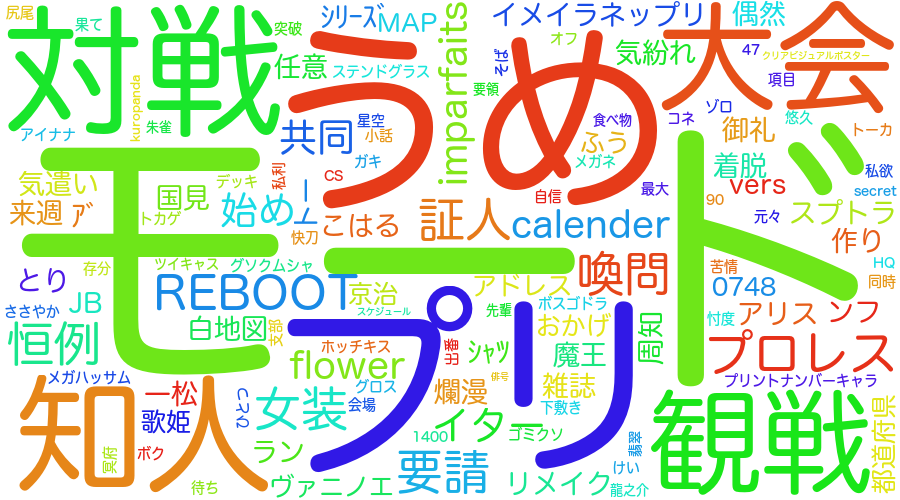 尻尾
果て
対戦
突破
シリーズ
MAP
イメイラネップリ
偶然
大会
うめ
imparfaits
オフ
そば
気紛れ
47
クリアビジュアルポスター
任意
ステンドグラス
要領
項目
kuropanda
朱雀
アイナナ
共同
星空
小話
ガキ
食べ物
ふう
メガネ
コネ
ゾロ
御礼
悠久
トーカ
モード
気遣い
デッキ
私利
CS
自信
最大
着脱
vers
私欲
secret
国見
来週
ア゙
トカゲ
始め
快刀
こはる
証人
calender
90
元々
スプトラ
作り
存分
ツイキャス
グソクムシャ
喚問
苦情
HQ
同時
とり
REBOOT
京治
アドレス
0748
ささやか
JB
白地図
スケジュール
プリ
先輩
ボスゴドラ
おかげ
忖度
アリス
ンフ
恒例
支部
ホッチキス
出番
シャツ
魔王
周知
プロレス
flower
メガハッサム
グロス
俳号
プリントナンバーキャラ
知人
一松
歌姫
ひとつ
女装
会場
爛漫
雑誌
下敷き
観戦
都道府県
1400
イター
ゴミクソ
翡翠
冥府
ボク
ラン
要請
けい
待ち
ヴァニノエ
リメイク
龍之介